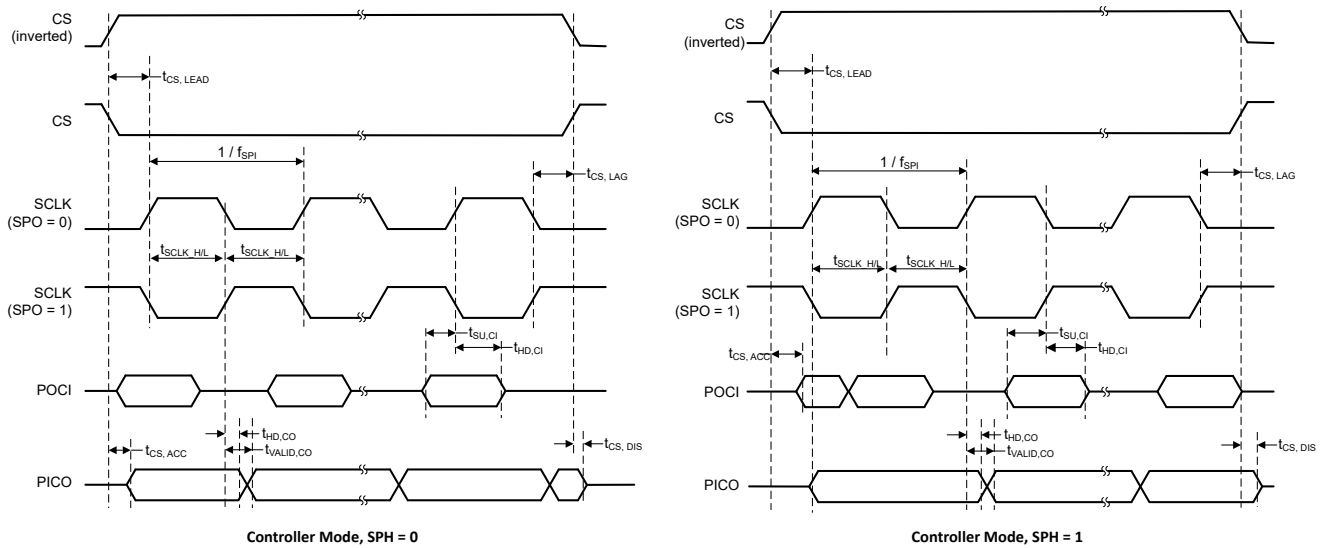 CS
(inverted)
tCS, LEAD
CS
1 / fSPI
tCS, LAG
SCLK
(SPO = 0)
tSCLK_H/L
tSCLK_H/L
SCLK
(SPO = 1)
tSU,CI
tHD,CI
POCI
tHD,CO
tCS, ACC
tVALID,CO
tCS, DIS
PICO
Controller Mode, SPH = 0
CS
(inverted)
tCS, LEAD
CS
1 / fSPI
tCS, LAG
SCLK
(SPO = 0)
tSCLK_H/L
tSCLK_H/L
SCLK
(SPO = 1)
tSU,CI
tCS, ACC
tHD,CI
POCI
tHD,CO
tVALID,CO
tCS, DIS
PICO
Controller Mode, SPH = 1